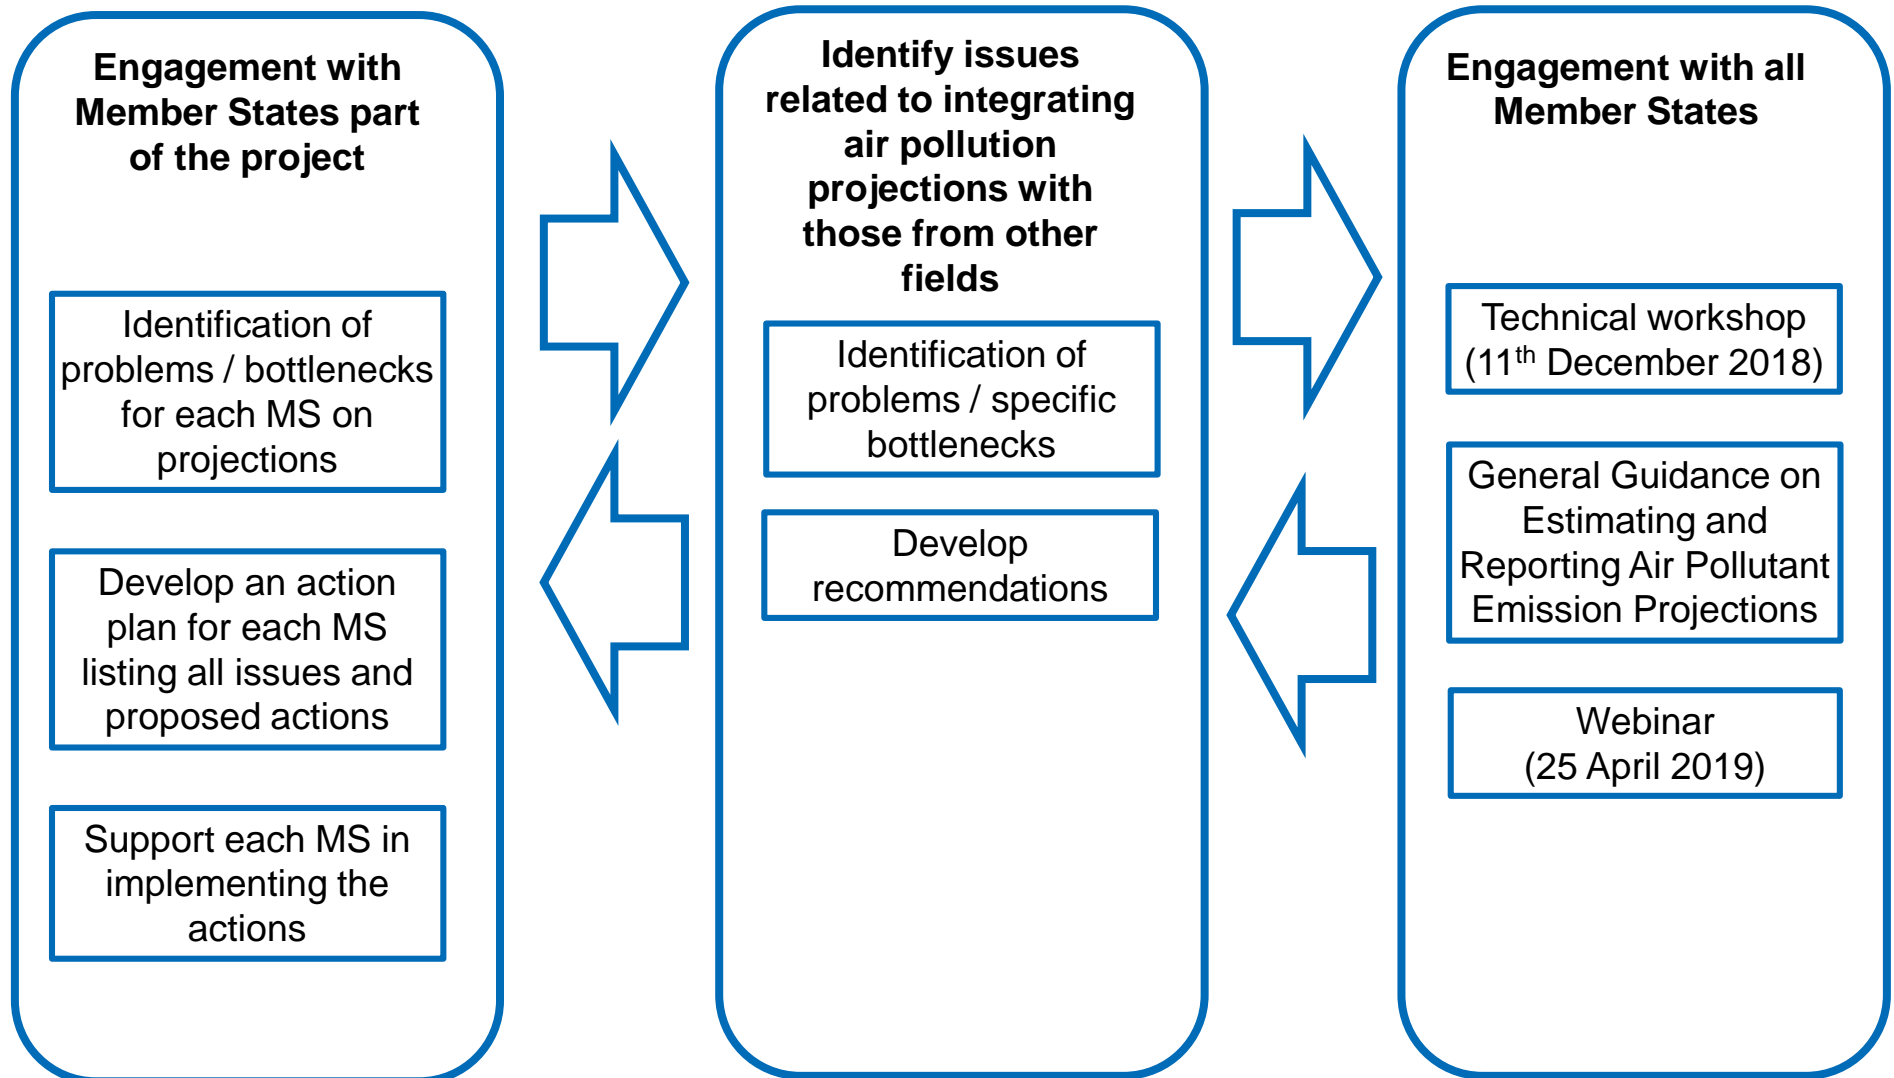 Engagement with
Member States part
of the project
Identification of
problems / bottlenecks
for each MS on
projections
Develop an action
plan for each MS
listing all issues and
proposed actions
Support each MS in
implementing the
actions
Identify issues
related to integrating
air pollution
projections with
those from other
fields
Identification of
problems / specific
bottlenecks
Develop
recommendations
Engagement with all
Member States
Technical workshop
(11th December 2018)
General Guidance on
Estimating and
Reporting Air Pollutant
Emission Projections
Webinar
(25 April 2019)